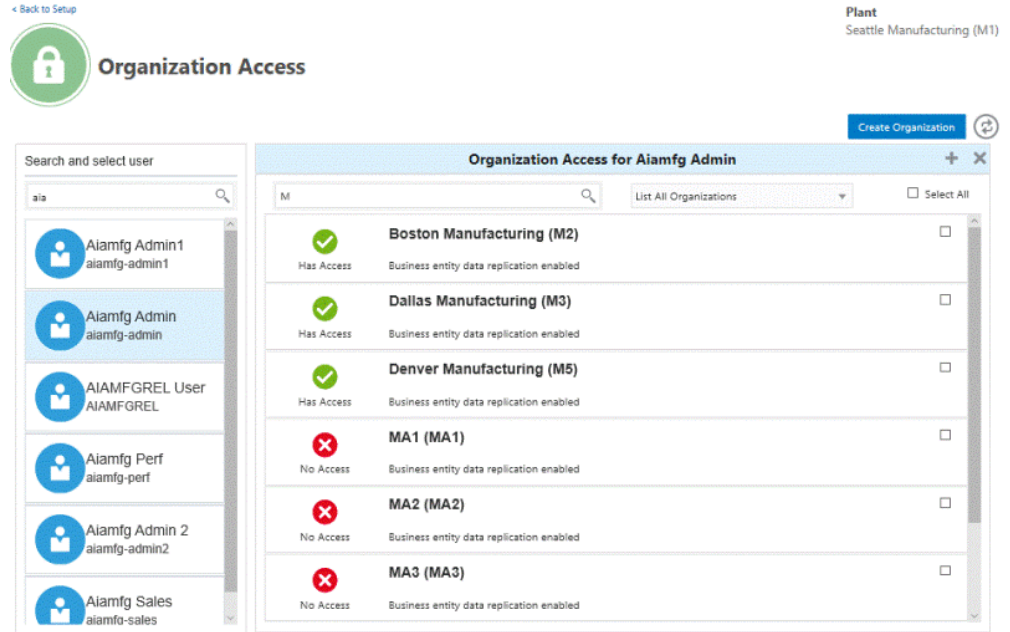 < Back to Setup
Plant
Seattle Manufacturing (M1)
Organization Access
Create Organization
Search and select user
aia
Aiamfg Admin1
aiamfg-admin1
Aiamfg Admin
aiamfg-admin
AIAMFGREL User
AIAMFGREL
Aiamfg Perf
aiamfg-perf
Aiamfg Admin 2
aiamfg-admin2
Aiamfg Sales
aiamfg-sales
Organization Access for Aiamfg Admin
M
List All Organizations
Select All
Boston Manufacturing (M2)
Has Access
Business entity data replication enabled
Dallas Manufacturing (M3)
Has Access
Business entity data replication enabled
Denver Manufacturing (M5)
Has Access
Business entity data replication enabled
MA1 (MA1)
No Access
Business entity data replication enabled
MA2 (MA2)
No Access
Business entity data replication enabled
MA3 (MA3)
No Access
Business entity data replication enabled